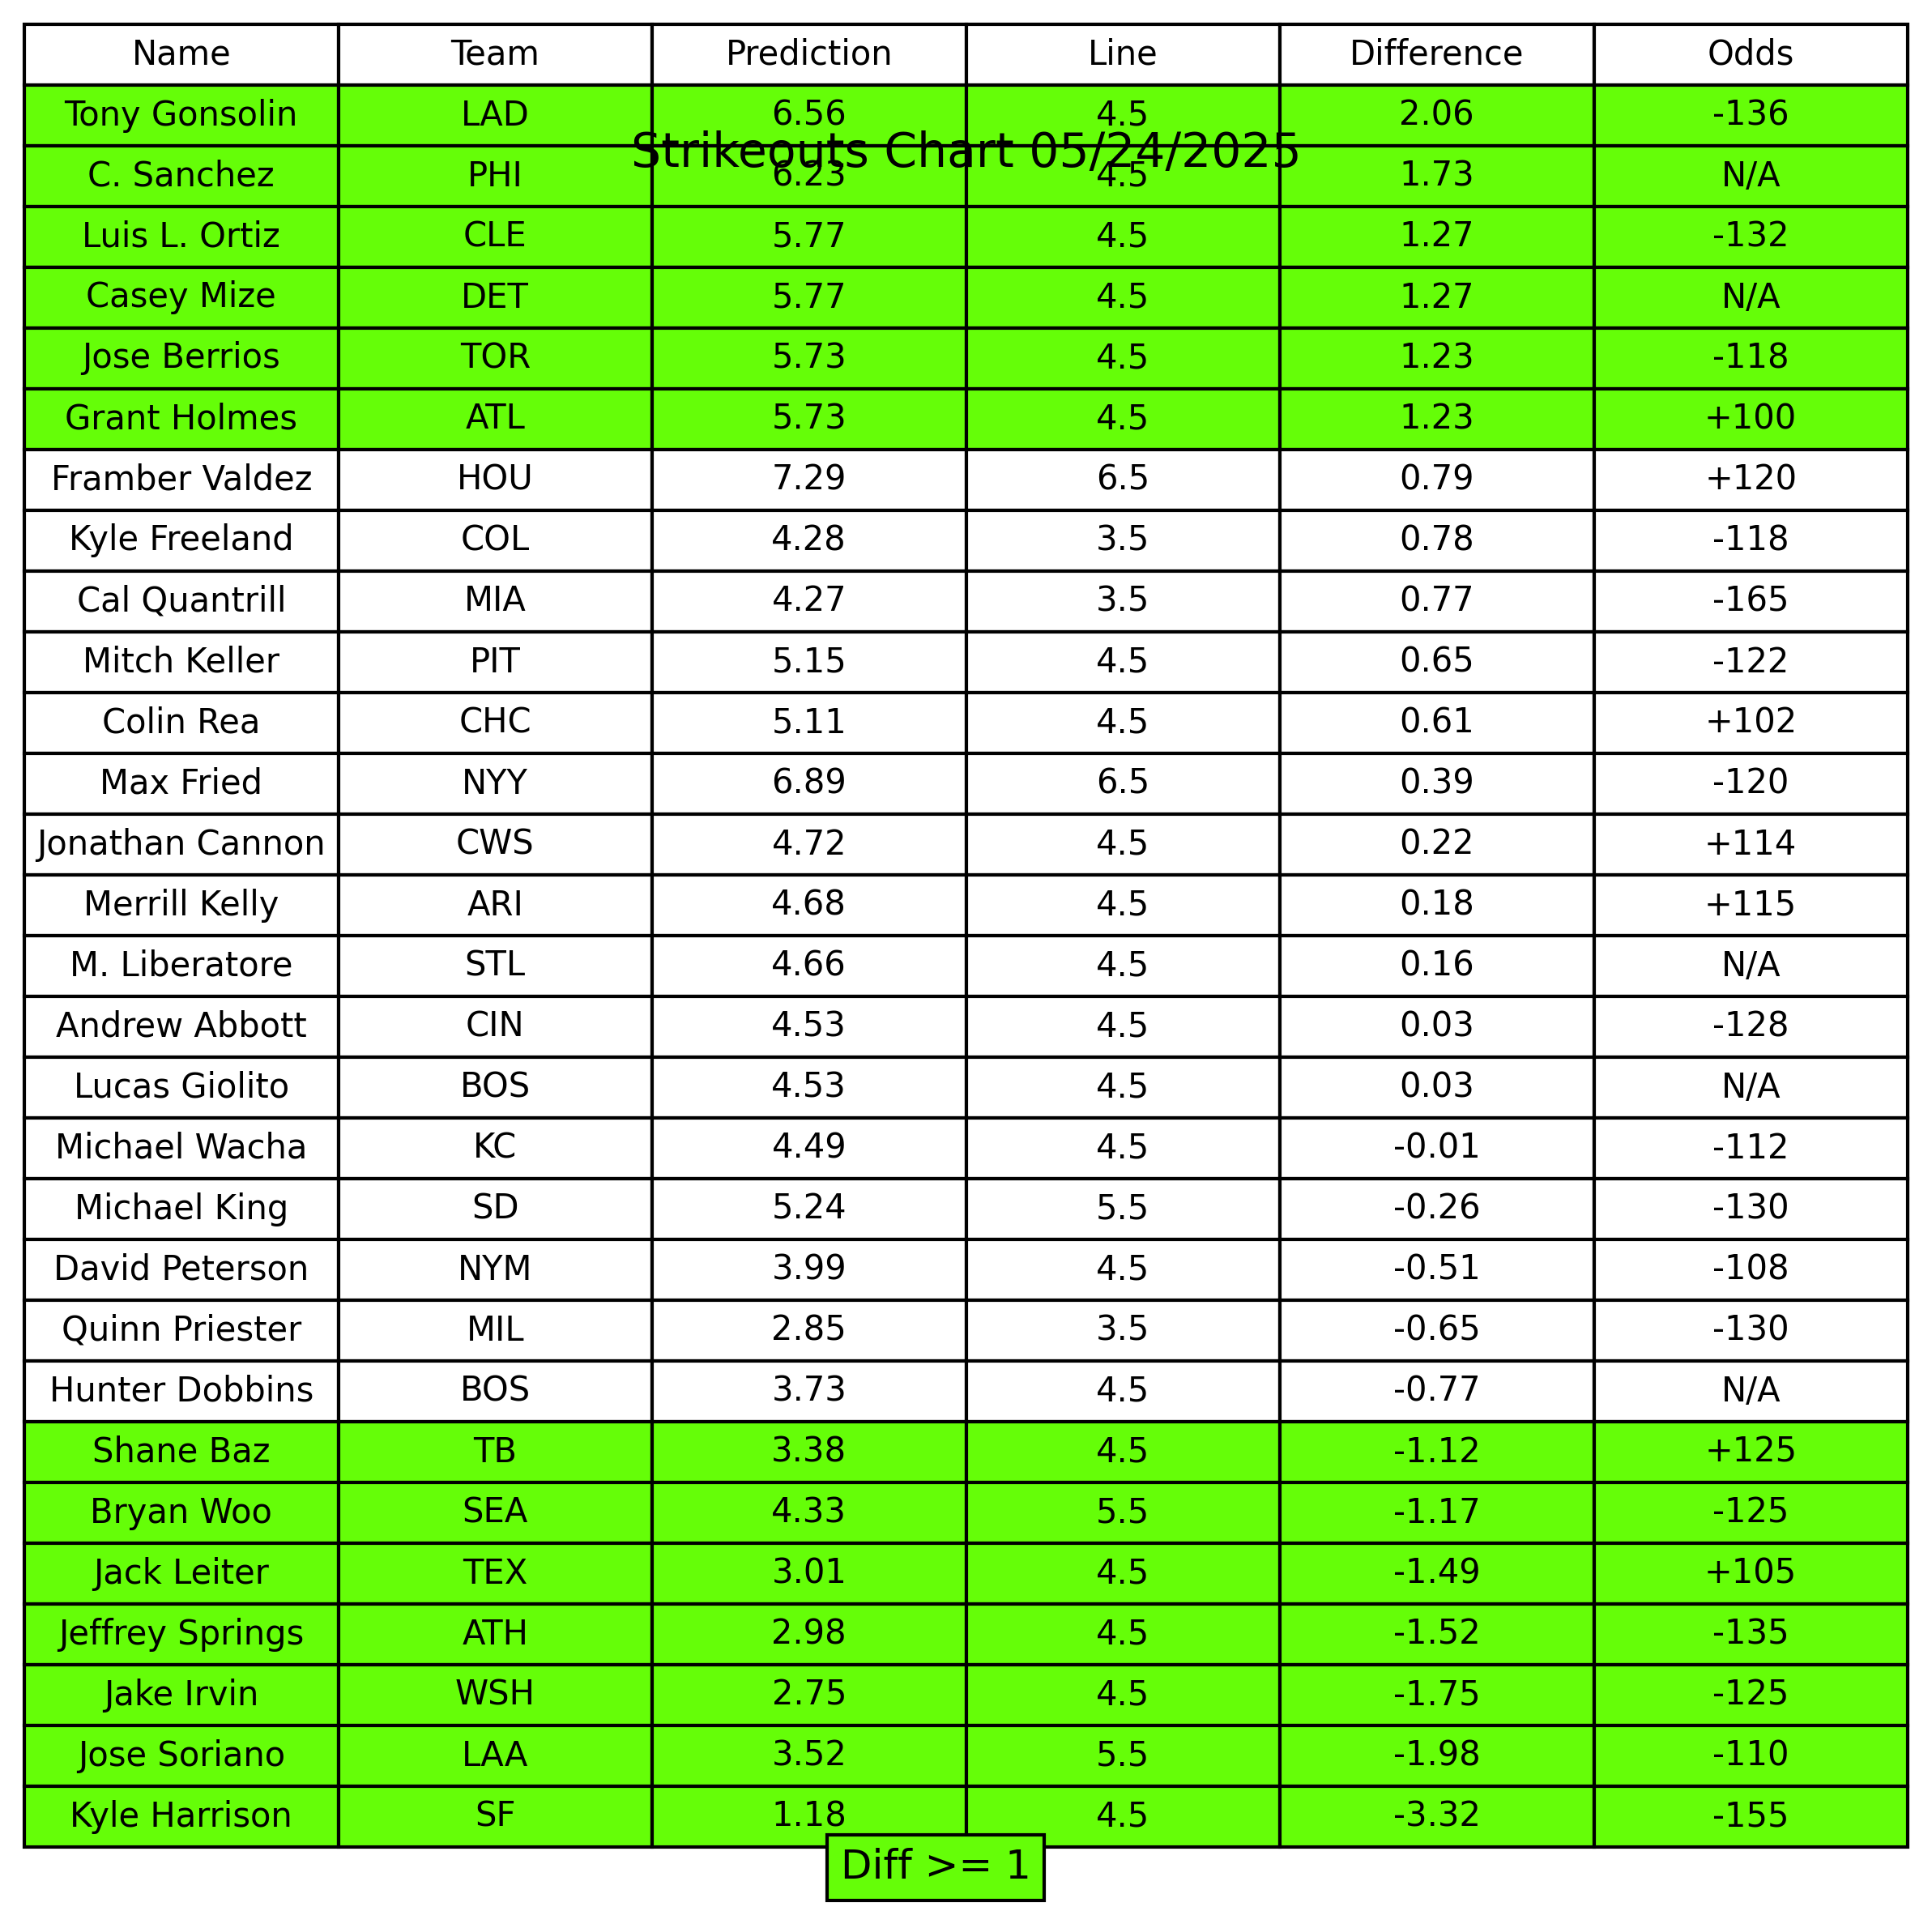 Name Team Prediction Line Difference Odds
Tony Gonsolin LAD 6.56 4.5 2.06 -136
Strikeouts Chart 05/24/2025
C. Sanchez PHI 6.23 4.5 1.73 N/A
Luis L. Ortiz CLE 5.77 4.5 1.27 -132
Casey Mize DET 5.77 4.5 1.27 N/A
Jose Berrios TOR 5.73 4.5 1.23 -118
Grant Holmes ATL 5.73 4.5 1.23 +100
Framber Valdez HOU 7.29 6.5 0.79 +120
Kyle Freeland COL 4.28 3.5 0.78 -118
Cal Quantrill MIA 4.27 3.5 0.77 -165
Mitch Keller PIT 5.15 4.5 0.65 -122
Colin Rea CHC 5.11 4.5 0.61 +102
Max Fried NYY 6.89 6.5 0.39 -120
Jonathan Cannon CWS 4.72 4.5 0.22 +114
Merrill Kelly ARI 4.68 4.5 0.18 +115
M. Liberatore STL 4.66 4.5 0.16 N/A
Andrew Abbott CIN 4.53 4.5 0.03 -128
Lucas Giolito BOS 4.53 4.5 0.03 N/A
Michael Wacha KC 4.49 4.5 -0.01 -112
Michael King SD 5.24 5.5 -0.26 -130
David Peterson NYM 3.99 4.5 -0.51 -108
Quinn Priester MIL 2.85 3.5 -0.65 -130
Hunter Dobbins BOS 3.73 4.5 -0.77 N/A
Shane Baz TB 3.38 4.5 -1.12 +125
Bryan Woo SEA 4.33 5.5 -1.17 -125
Jack Leiter TEX 3.01 4.5 -1.49 +105
Jeffrey Springs ATH 2.98 4.5 -1.52 -135
Jake Irvin WSH 2.75 4.5 -1.75 -125
Jose Soriano LAA 3.52 5.5 -1.98 -110
Kyle Harrison SF 1.18 4.5 -3.32 -155
Diff >= 1